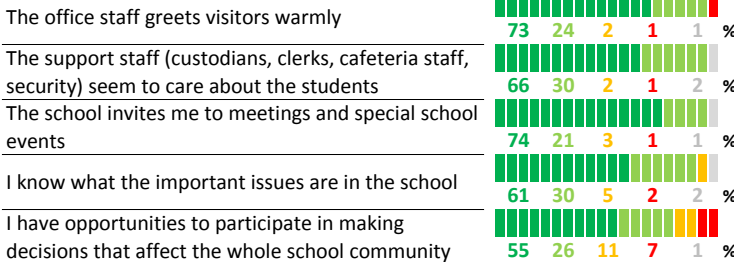 The office staff greets visitors warmly
73 24 2 1 1 %
The support staff (custodians, clerks, cafeteria staff,
security) seem to care about the students
66 30 2 1 2 %
The school invites me to meetings and special school
events
74 21 3 1 1 %
I know what the important issues are in the school
61 30 5 2 2 %
I have opportunities to participate in making
decisions that affect the whole school community
55 26 11 7 1 %